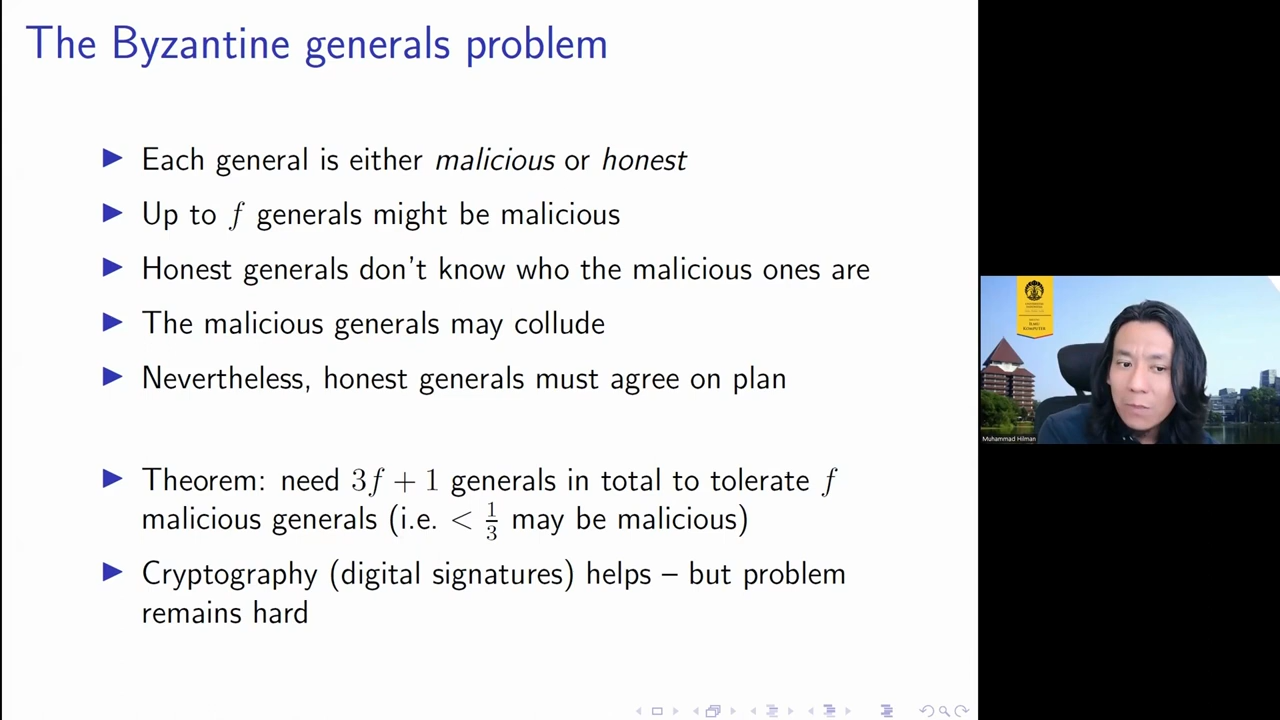 The Byzantine generals problem
▶ Each general is either malicious or honest
▶ Up to f generals might be malicious
▶ Honest generals don't know who the malicious ones are
▶ The malicious generals may collude
▶ Nevertheless, honest generals must agree on plan
▶ Theorem: need 3f + 1 generals in total to tolerate f
malicious generals (i.e. < 1/3 may be malicious)
▶ Cryptography (digital signatures) helps – but problem
remains hard
ILMU
KOMPUTER
Muhammad Hilman